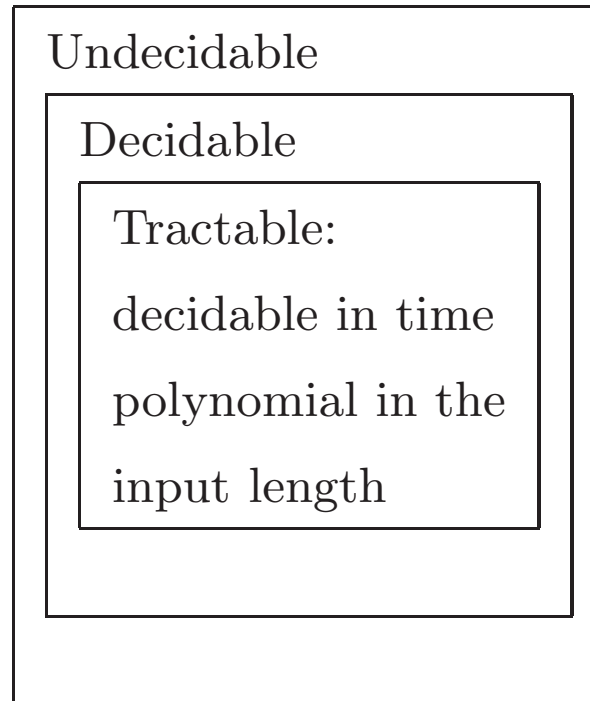 Undecidable
Decidable
Tractable:
decidable in time
polynomial in the
input length